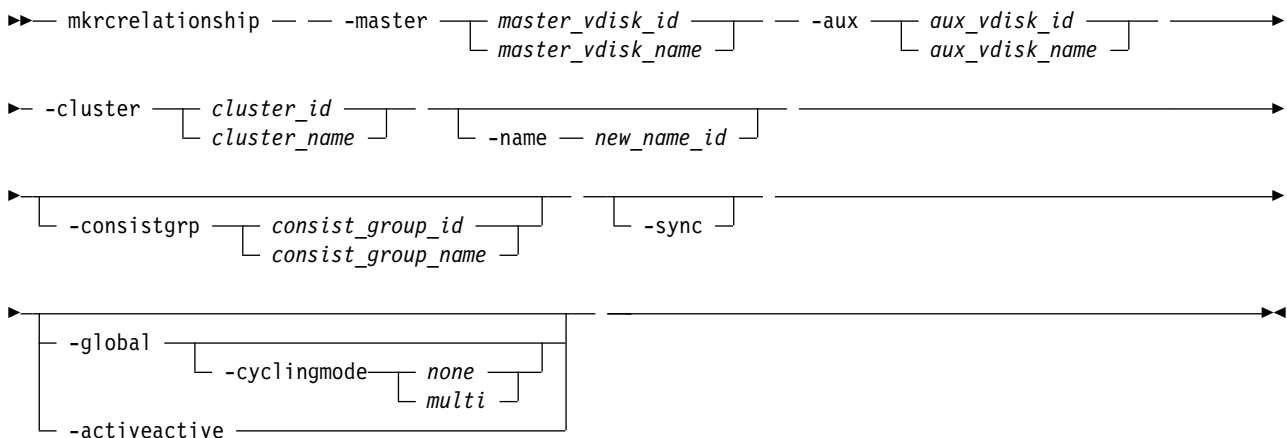 mkrcrelationship -master master_vdisk_id -aux aux_vdisk_id
master_vdisk_name aux_vdisk_name
-cluster cluster_id
cluster_name -name new_name_id
-consistgrp consist_group_id -sync
consist_group_name
-global
-cyclingmode none
multi
-activeactive